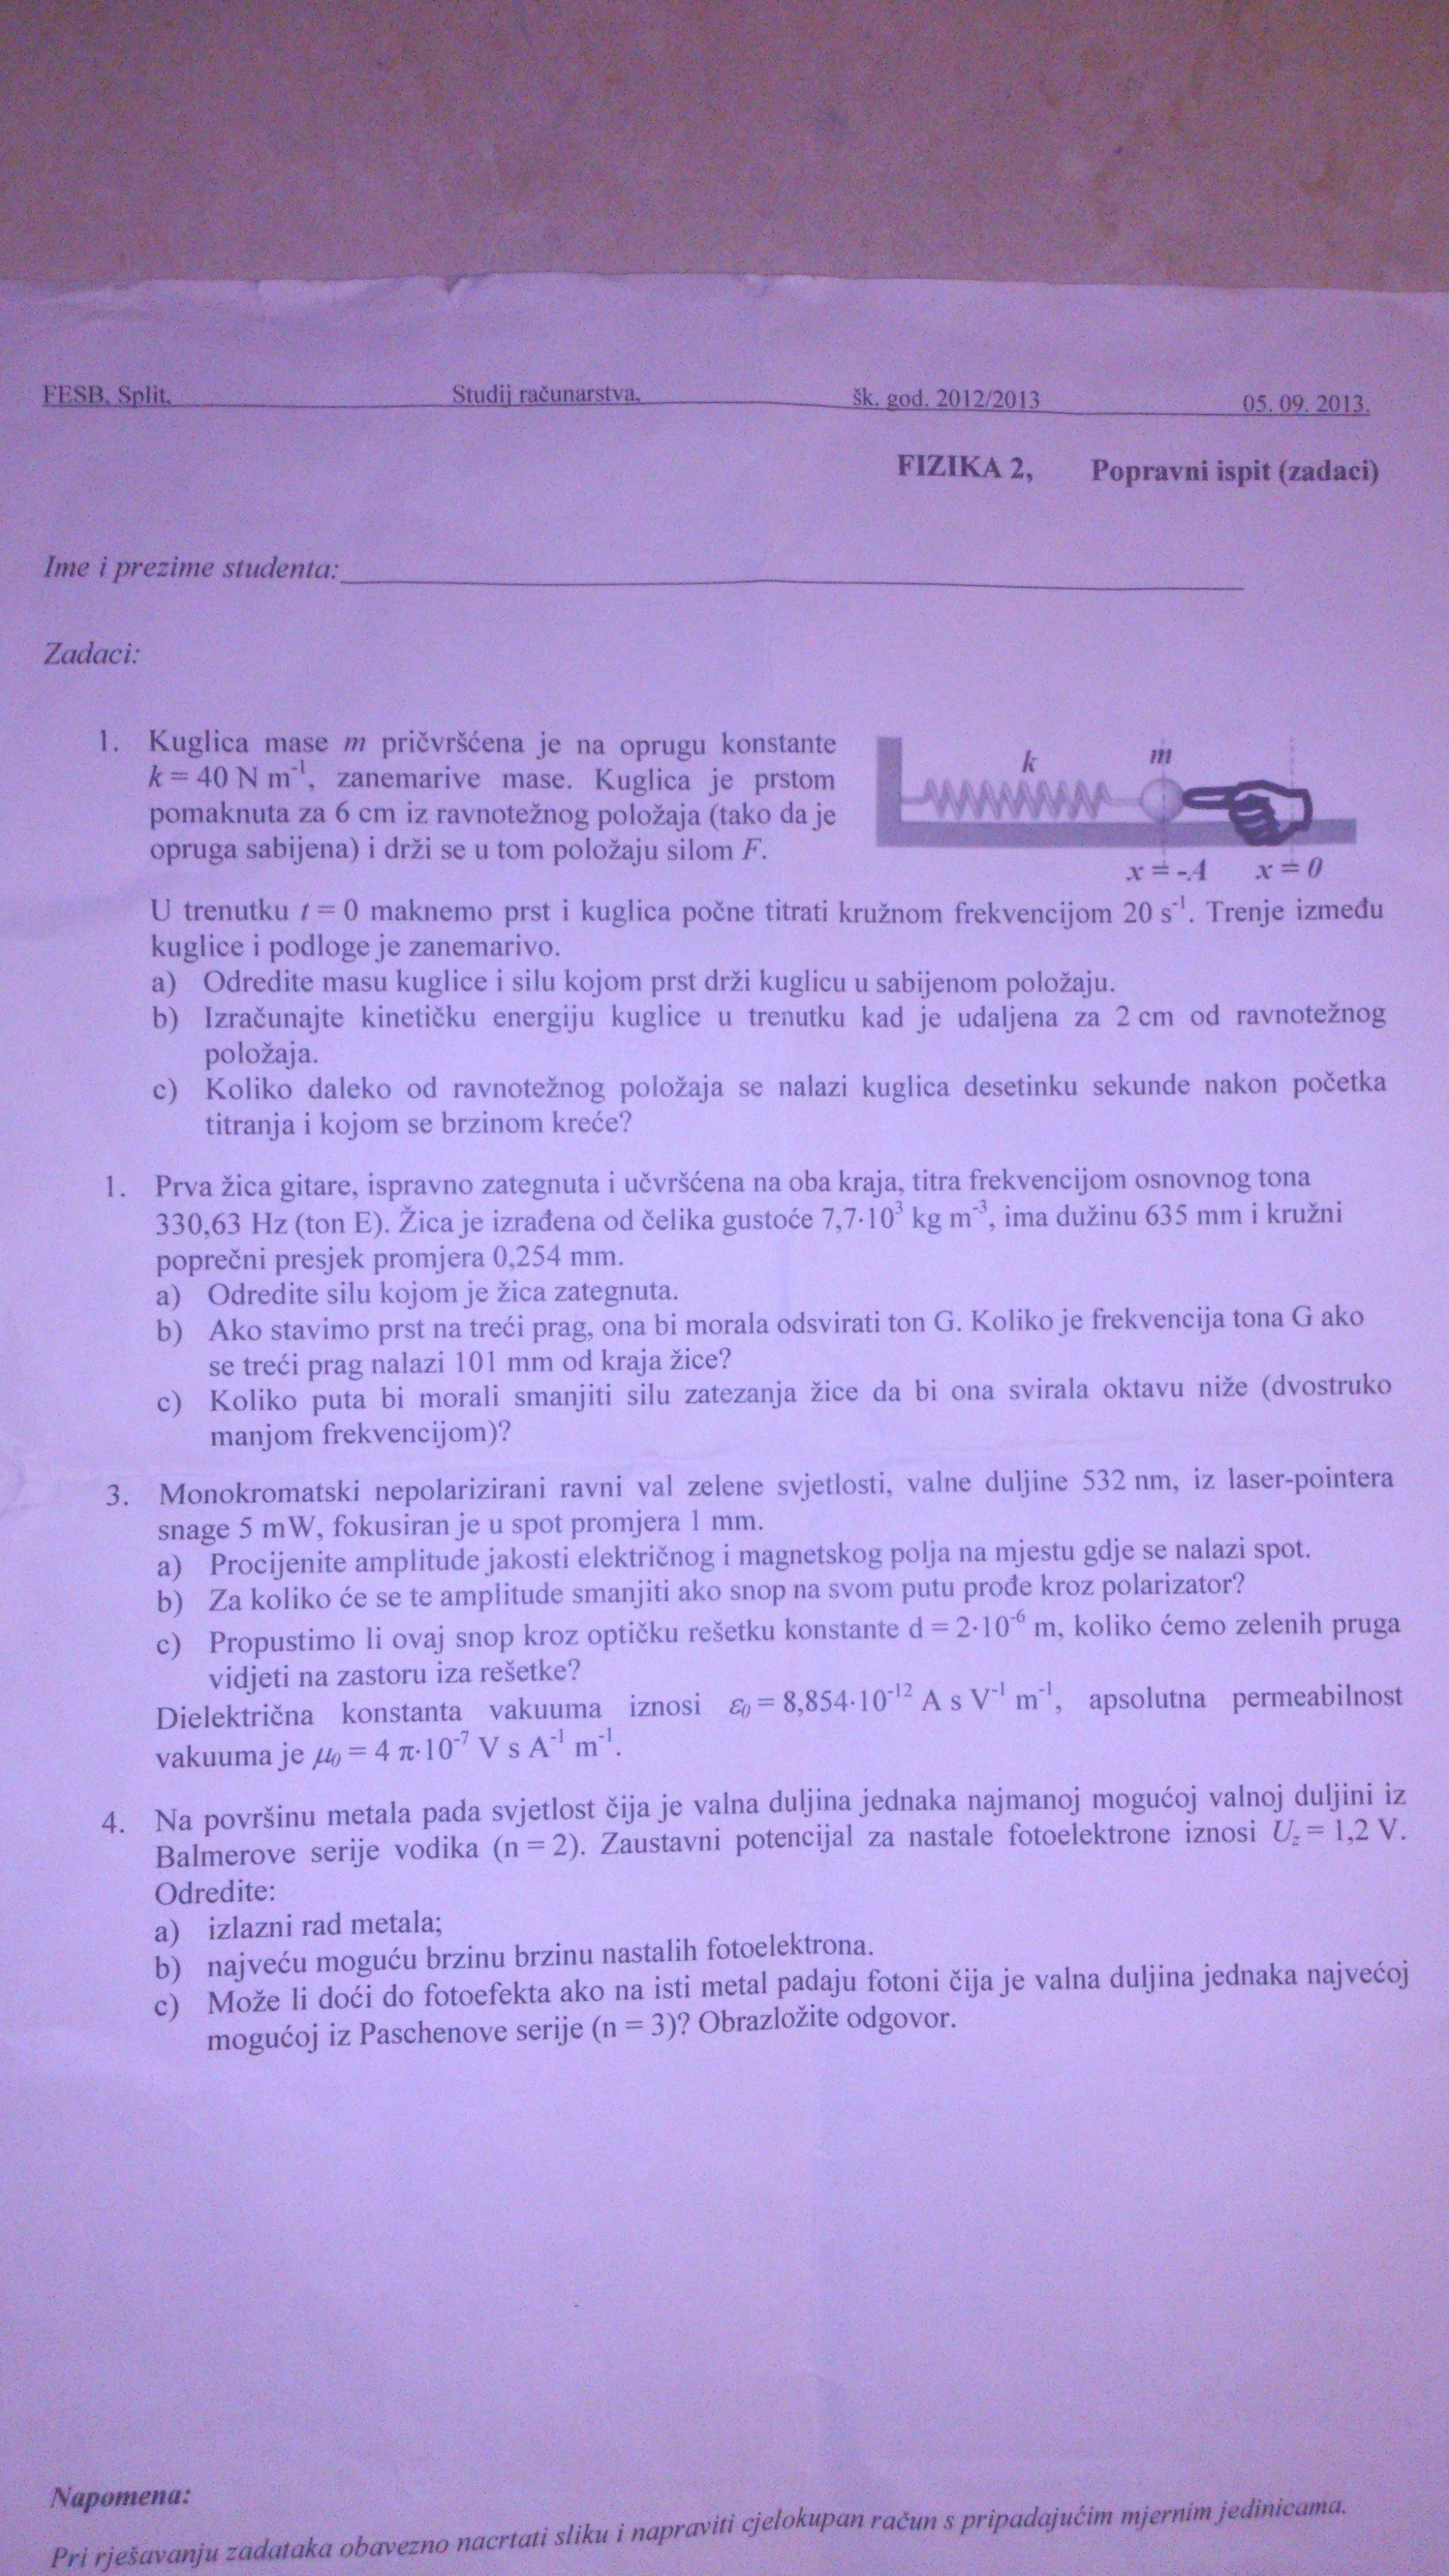 FESB, Split, Studij računarstva, šk. god. 2012/2013 05. 09. 2013.
FIZIKA 2, Popravni ispit (zadaci)
Ime i prezime studenta:
Zadaci:
1. Kuglica mase m pričvršćena je na oprugu konstante
k = 40 N m⁻¹, zanemarive mase. Kuglica je prstom
pomaknuta za 6 cm iz ravnotežnog položaja (tako da je
opruga sabijena) i drži se u tom položaju silom F.
k m
x = -A x = 0
U trenutku t = 0 maknemo prst i kuglica počne titrati kružnom frekvencijom 20 s⁻¹. Trenje između
kuglice i podloge je zanemarivo.
a) Odredite masu kuglice i silu kojom prst drži kuglicu u sabijenom položaju.
b) Izračunajte kinetičku energiju kuglice u trenutku kad je udaljena za 2 cm od ravnotežnog
položaja.
c) Koliko daleko od ravnotežnog položaja se nalazi kuglica desetinku sekunde nakon početka
titranja i kojom se brzinom kreće?
1. Prva žica gitare, ispravno zategnuta i učvršćena na oba kraja, titra frekvencijom osnovnog tona
330,63 Hz (ton E). Žica je izrađena od čelika gustoće 7,7·10³ kg m⁻³, ima dužinu 635 mm i kružni
poprečni presjek promjera 0,254 mm.
a) Odredite silu kojom je žica zategnuta.
b) Ako stavimo prst na treći prag, ona bi morala odsvirati ton G. Koliko je frekvencija tona G ako
se treći prag nalazi 101 mm od kraja žice?
c) Koliko puta bi morali smanjiti silu zatezanja žice da bi ona svirala oktavu niže (dvostruko
manjom frekvencijom)?
3. Monokromatski nepolarizirani ravni val zelene svjetlosti, valne duljine 532 nm, iz laser-pointera
snage 5 mW, fokusiran je u spot promjera 1 mm.
a) Procijenite amplitude jakosti električnog i magnetskog polja na mjestu gdje se nalazi spot.
b) Za koliko će se te amplitude smanjiti ako snop na svom putu prođe kroz polarizator?
c) Propustimo li ovaj snop kroz optičku rešetku konstante d = 2·10⁻⁶ m, koliko ćemo zelenih pruga
vidjeti na zastoru iza rešetke?
Dielektrična konstanta vakuuma iznosi ε₀ = 8,854·10⁻¹² A s V⁻¹ m⁻¹, apsolutna permeabilnost
vakuuma je μ₀ = 4 π·10⁻⁷ V s A⁻¹ m⁻¹.
4. Na površinu metala pada svjetlost čija je valna duljina jednaka najmanoj mogućoj valnoj duljini iz
Balmerove serije vodika (n = 2). Zaustavni potencijal za nastale fotoelektrone iznosi U_z = 1,2 V.
Odredite:
a) izlazni rad metala;
b) najveću moguću brzinu brzinu nastalih fotoelektrona.
c) Može li doći do fotoefekta ako na isti metal padaju fotoni čija je valna duljina jednaka najvećoj
mogućoj iz Paschenove serije (n = 3)? Obrazložite odgovor.
Napomena:
Pri rješavanju zadataka obavezno nacrtati sliku i napraviti cjelokupan račun s pripadajućim mjernim jedinicama.